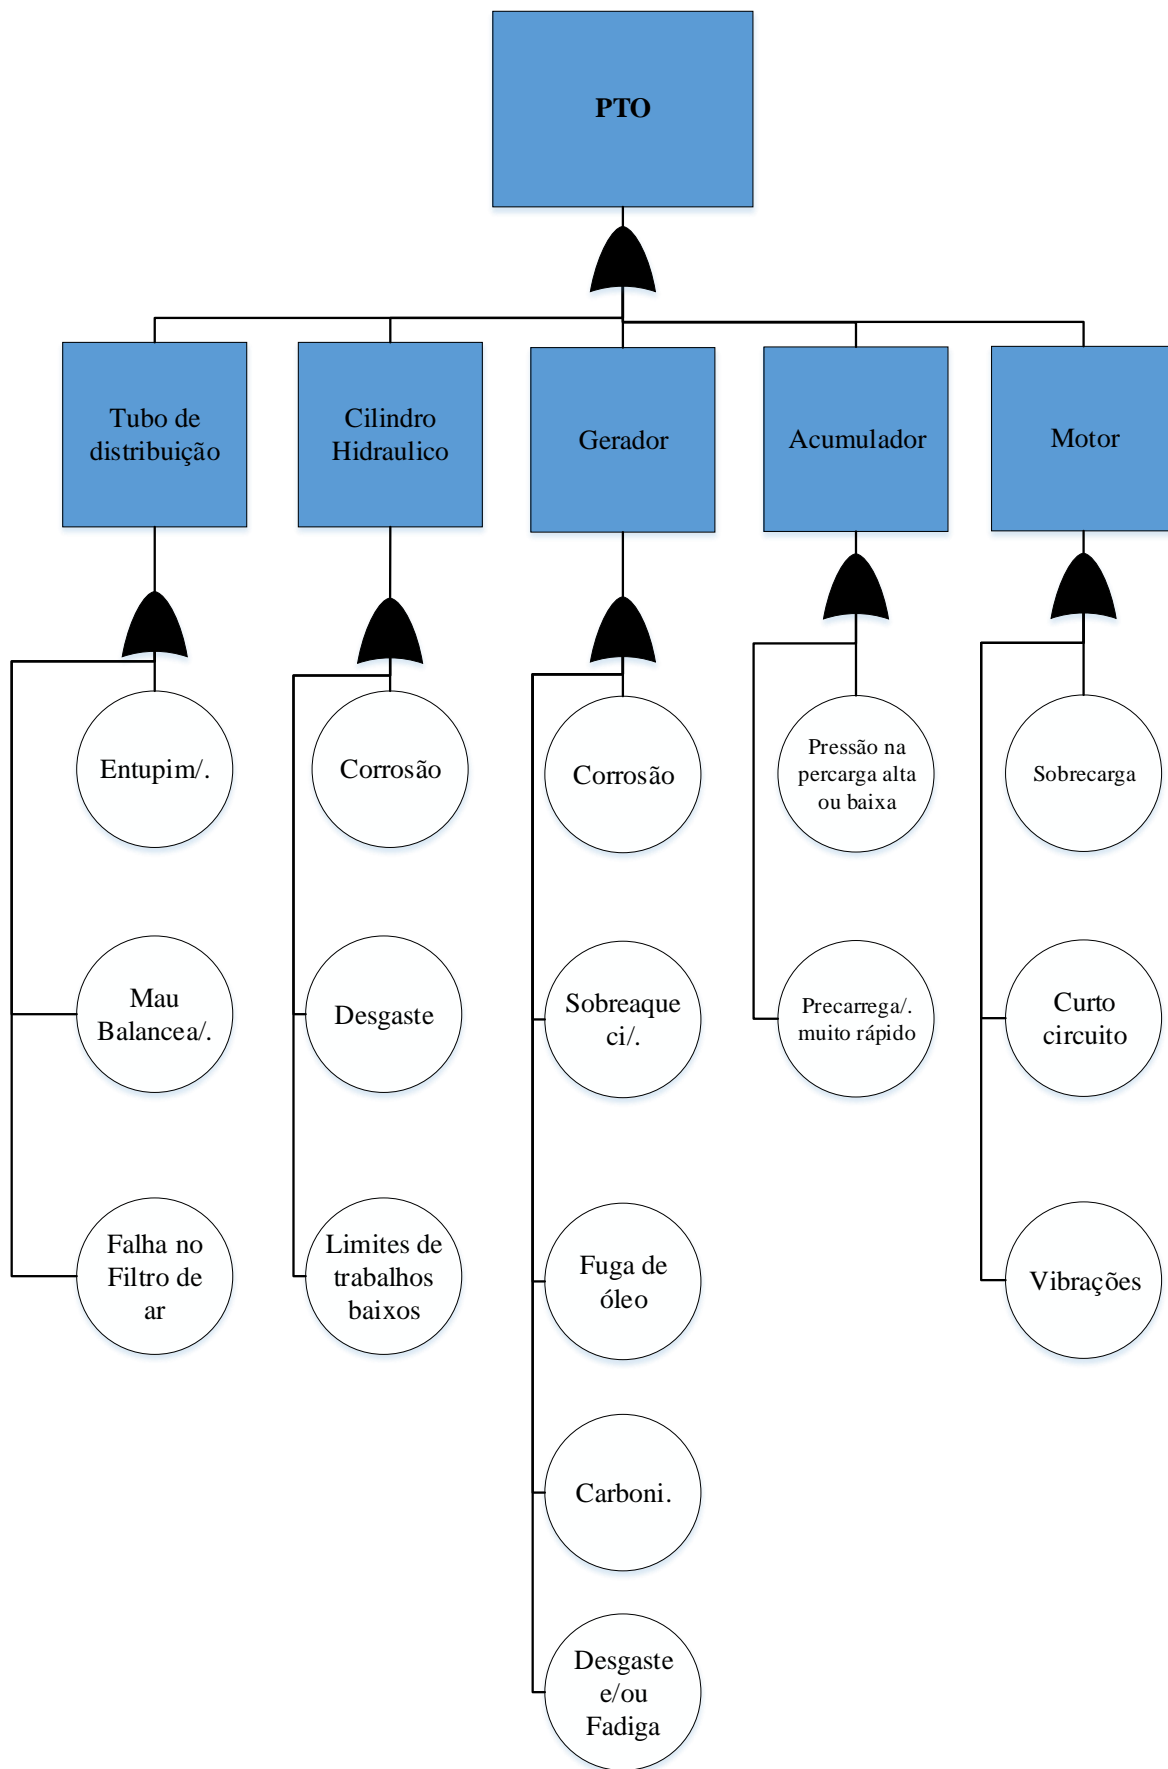 PTO
Tubo de
distribuição
Cilindro
Hidraulico
Gerador
Acumulador
Motor
Entupim/.
Corrosão
Corrosão
Pressão na
percarga alta
ou baixa
Sobrecarga
Mau
Balancea/.
Desgaste
Sobreaque
ci/.
Precarrega/.
muito rápido
Curto
circuito
Falha no
Filtro de
ar
Limites de
trabalhos
baixos
Fuga de
óleo
Vibrações
Carboni.
Desgaste
e/ou
Fadiga